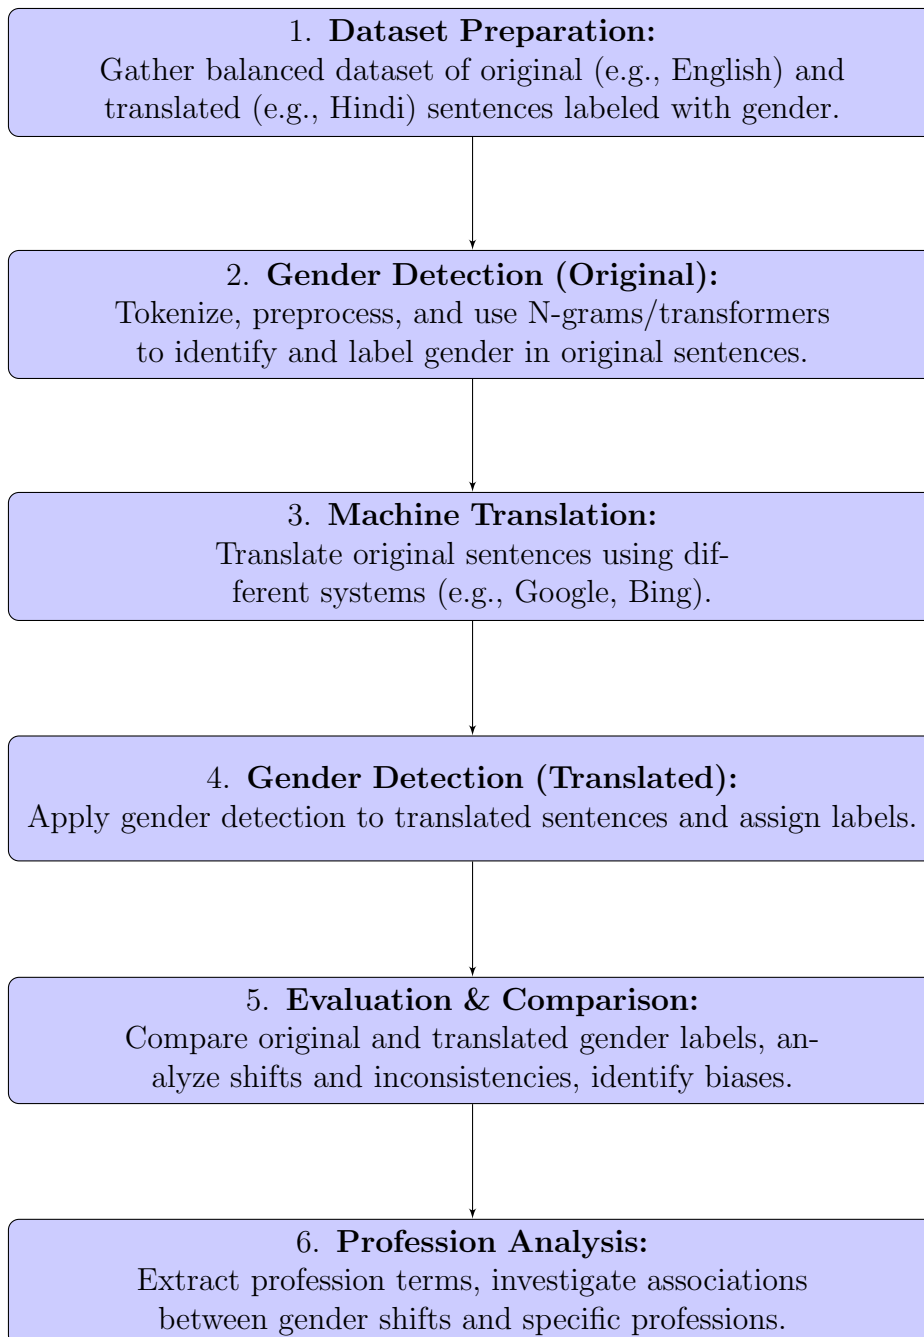 1. Dataset Preparation:
Gather balanced dataset of original (e.g., English) and
translated (e.g., Hindi) sentences labeled with gender.
2. Gender Detection (Original):
Tokenize, preprocess, and use N-grams/transformers
to identify and label gender in original sentences.
3. Machine Translation:
Translate original sentences using dif-
ferent systems (e.g., Google, Bing).
4. Gender Detection (Translated):
Apply gender detection to translated sentences and assign labels.
5. Evaluation & Comparison:
Compare original and translated gender labels, an-
alyze shifts and inconsistencies, identify biases.
6. Profession Analysis:
Extract profession terms, investigate associations
between gender shifts and specific professions.